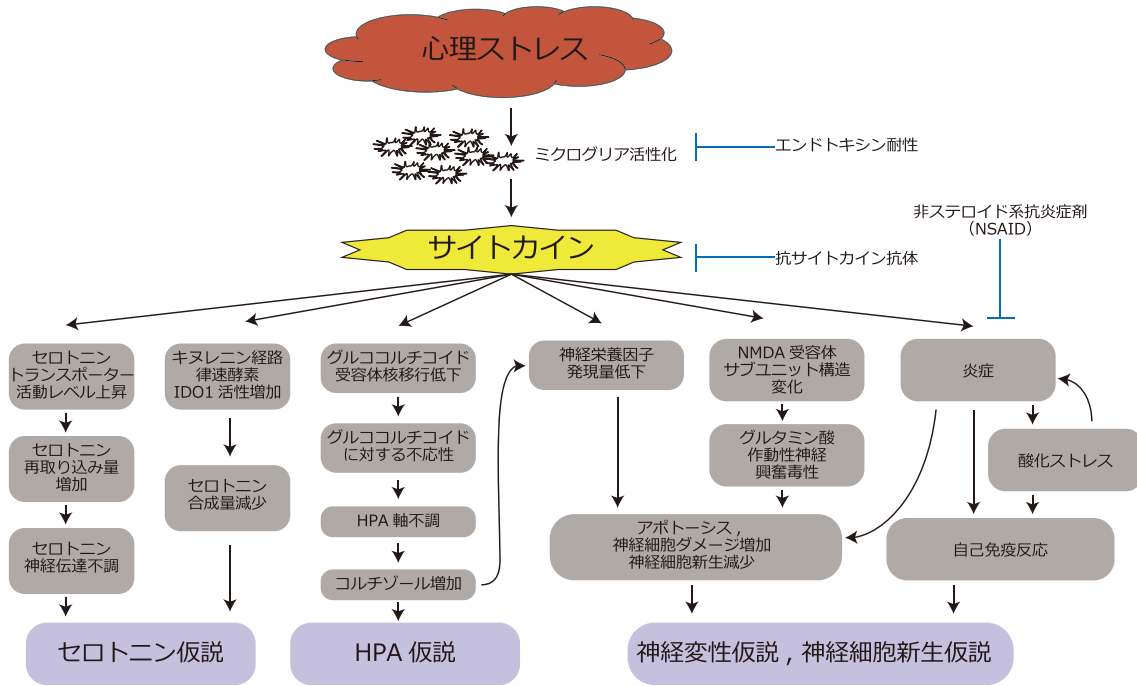 心理ストレス
ミクログリア活性化
エンドトキシン耐性
非ステロイド系抗炎症剤
（NSAID）
サイトカイン
抗サイトカイン抗体
セロトニン
トランスポーター
活動レベル上昇
キヌレニン経路
律速酵素
IDO1 活性増加
グルココルチコイド
受容体核移行低下
神経栄養因子
発現量低下
NMDA 受容体
サブユニット構造
変化
炎症
セロトニン
再取り込み量
増加
セロトニン
合成量減少
グルココルチコイド
に対する不応性
グルタミン酸
作動性神経
興奮毒性
酸化ストレス
セロトニン
神経伝達不調
HPA 軸不調
コルチゾール増加
アポトーシス ,
神経細胞ダメージ増加
神経細胞新生減少
自己免疫反応
セロトニン仮説
HPA 仮説
神経変性仮説 , 神経細胞新生仮説